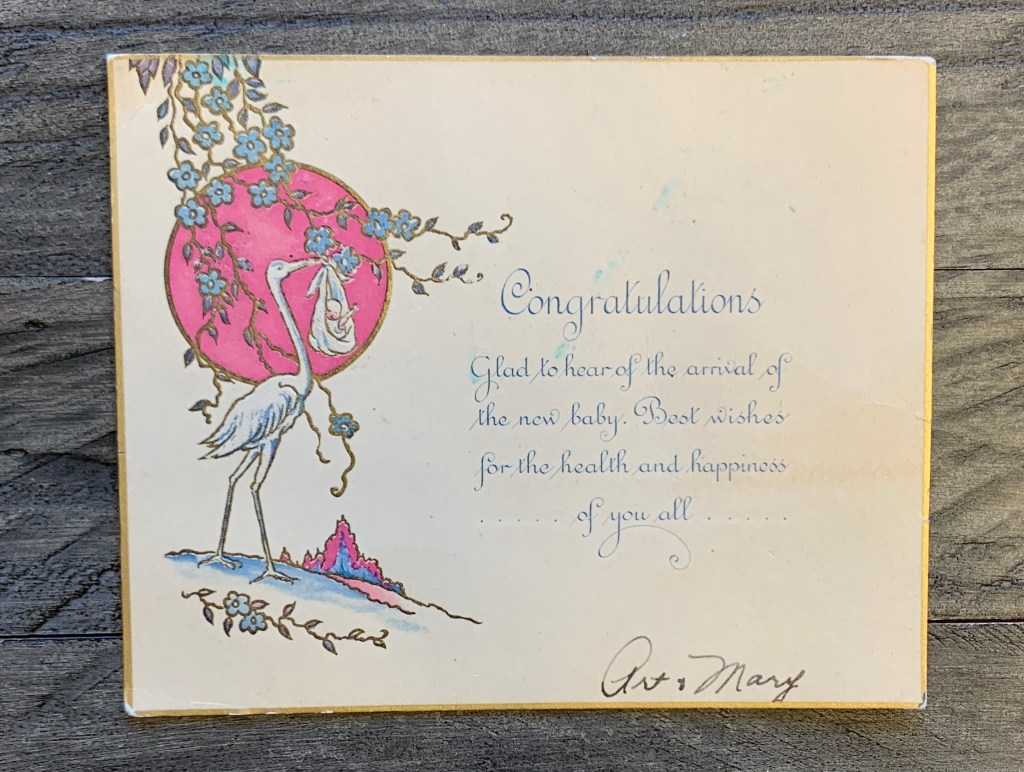 Congratulations
Glad to hear of the arrival of
the new baby. Best wishes
for the health and happiness
. . . . . of you all . . . . .
Art & Mary